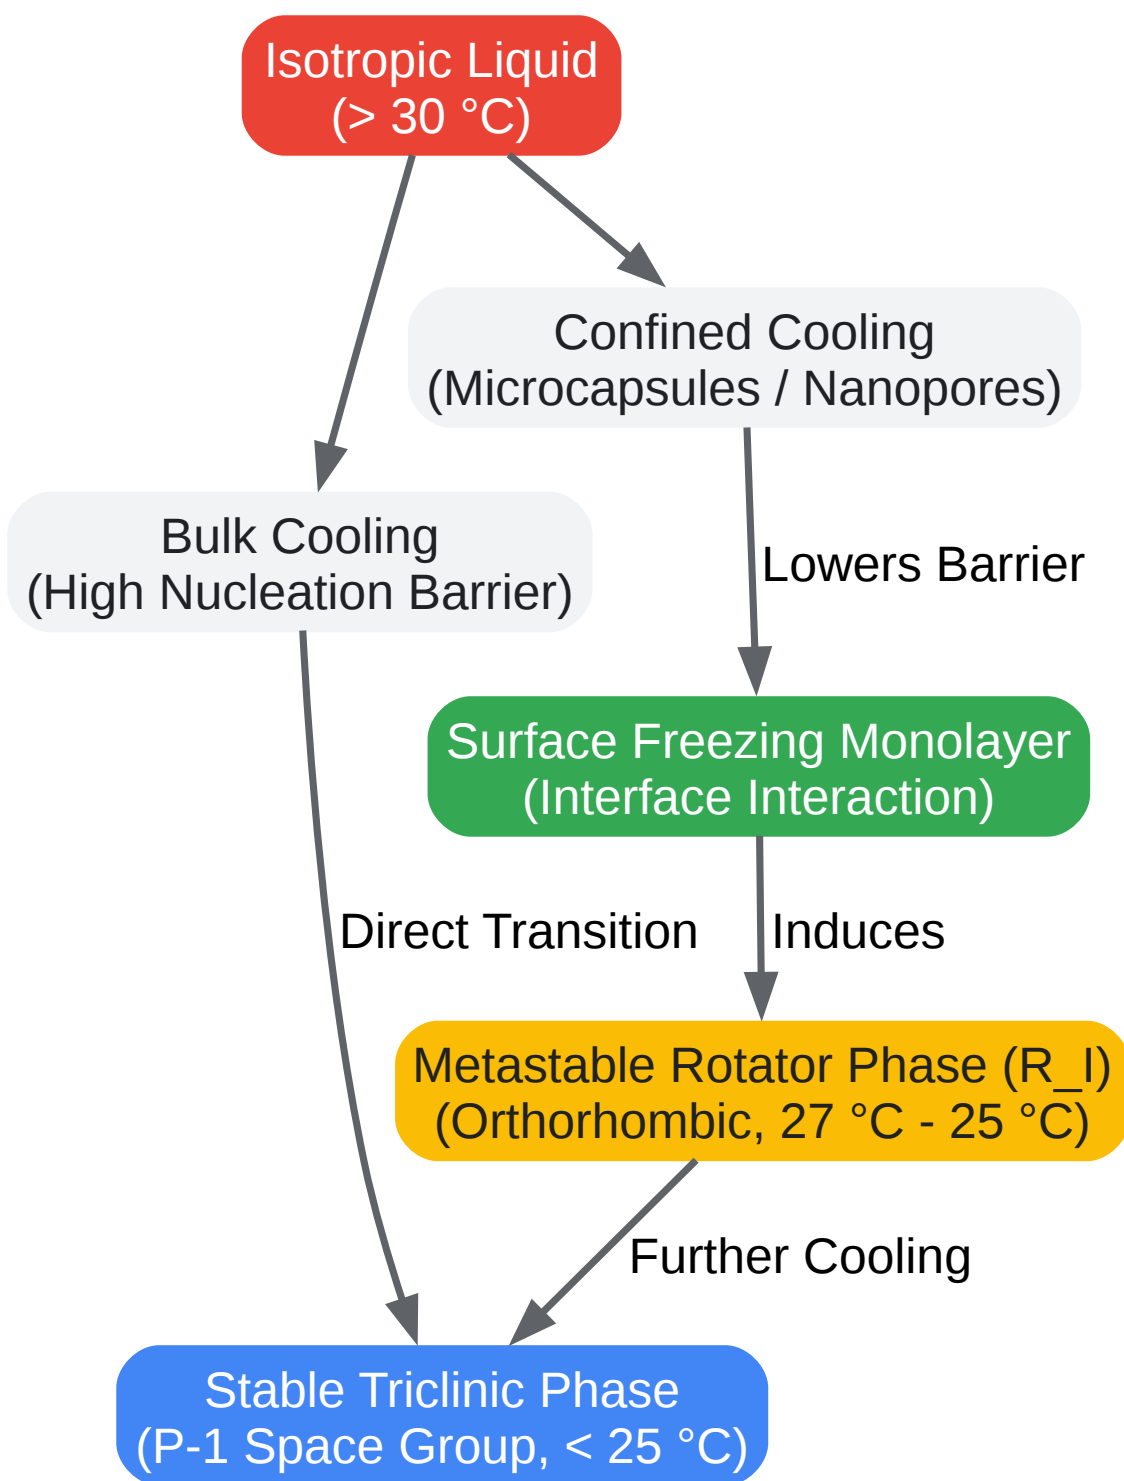 Isotropic Liquid
(> 30 °C)
Confined Cooling
(Microcapsules / Nanopores)
Bulk Cooling
(High Nucleation Barrier)
Lowers Barrier
Surface Freezing Monolayer
(Interface Interaction)
Direct Transition
Induces
Metastable Rotator Phase (R_I)
(Orthorhombic, 27 °C - 25 °C)
Further Cooling
Stable Triclinic Phase
(P-1 Space Group, < 25 °C)